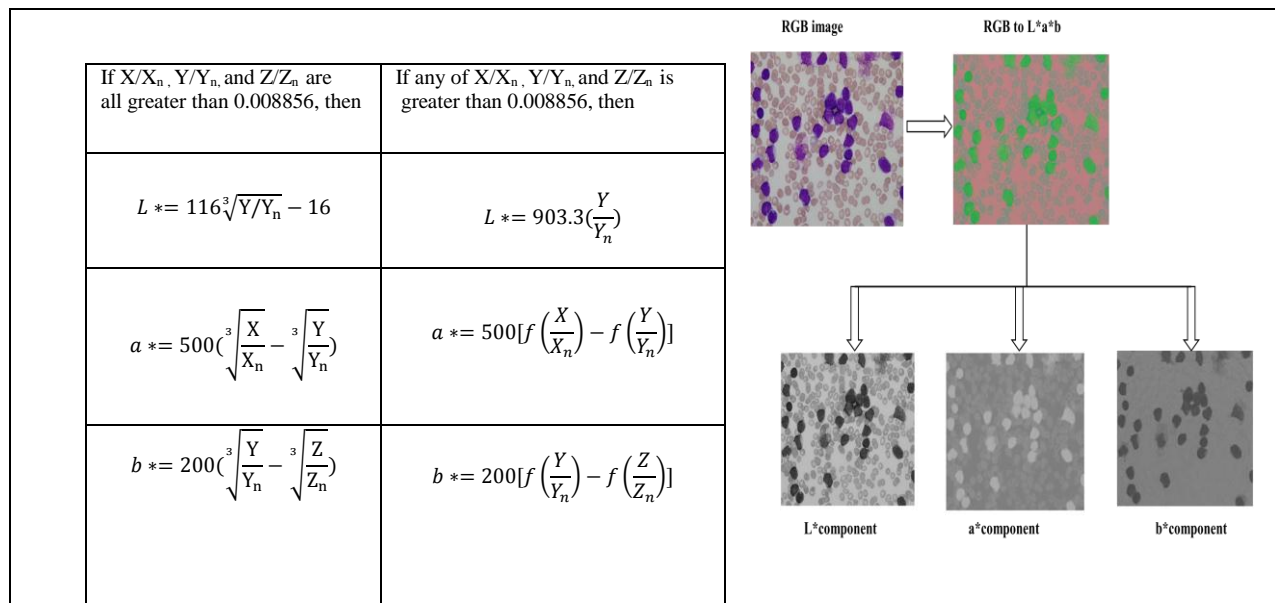 If X/Xₙ , Y/Yₙ, and Z/Zₙ are
all greater than 0.008856, then
If any of X/Xₙ , Y/Yₙ, and Z/Zₙ is
greater than 0.008856, then
L ∗= 116∛(Y/Yₙ) − 16
L ∗= 903.3(Y/Yₙ)
a ∗= 500(∛(X/Xₙ) − ∛(Y/Yₙ))
a ∗= 500[f(X/Xₙ) − f(Y/Yₙ)]
b ∗= 200(∛(Y/Yₙ) − ∛(Z/Zₙ))
b ∗= 200[f(Y/Yₙ) − f(Z/Zₙ)]
RGB image
RGB to L*a*b
L*component
a*component
b*component